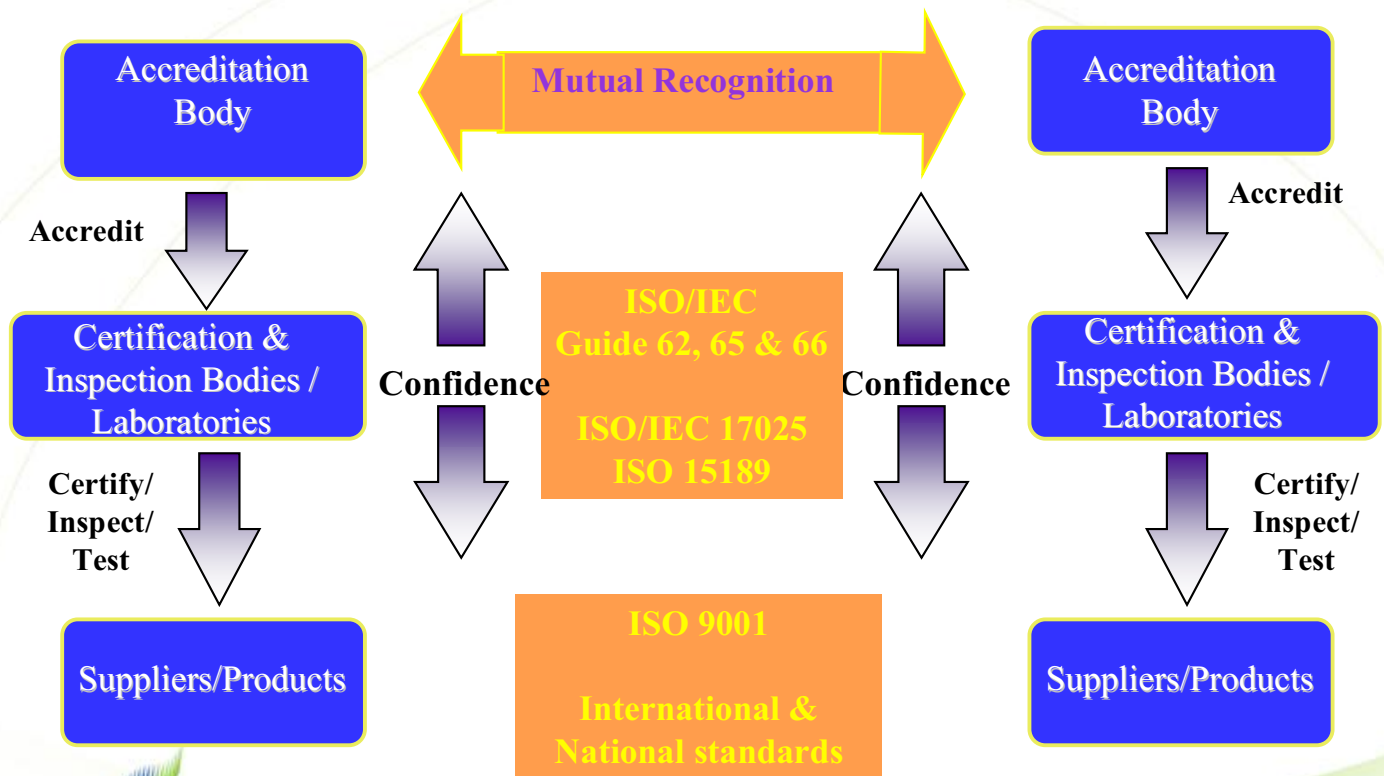 Accreditation
Body
Mutual Recognition
Accreditation
Body
Accredit
Accredit
Certification &
Inspection Bodies /
Laboratories
Confidence
ISO/IEC
Guide 62, 65 & 66
ISO/IEC 17025
ISO 15189
Confidence
Certification &
Inspection Bodies /
Laboratories
Certify/
Inspect/
Test
Certify/
Inspect/
Test
Suppliers/Products
ISO 9001
International &
National standards
Suppliers/Products